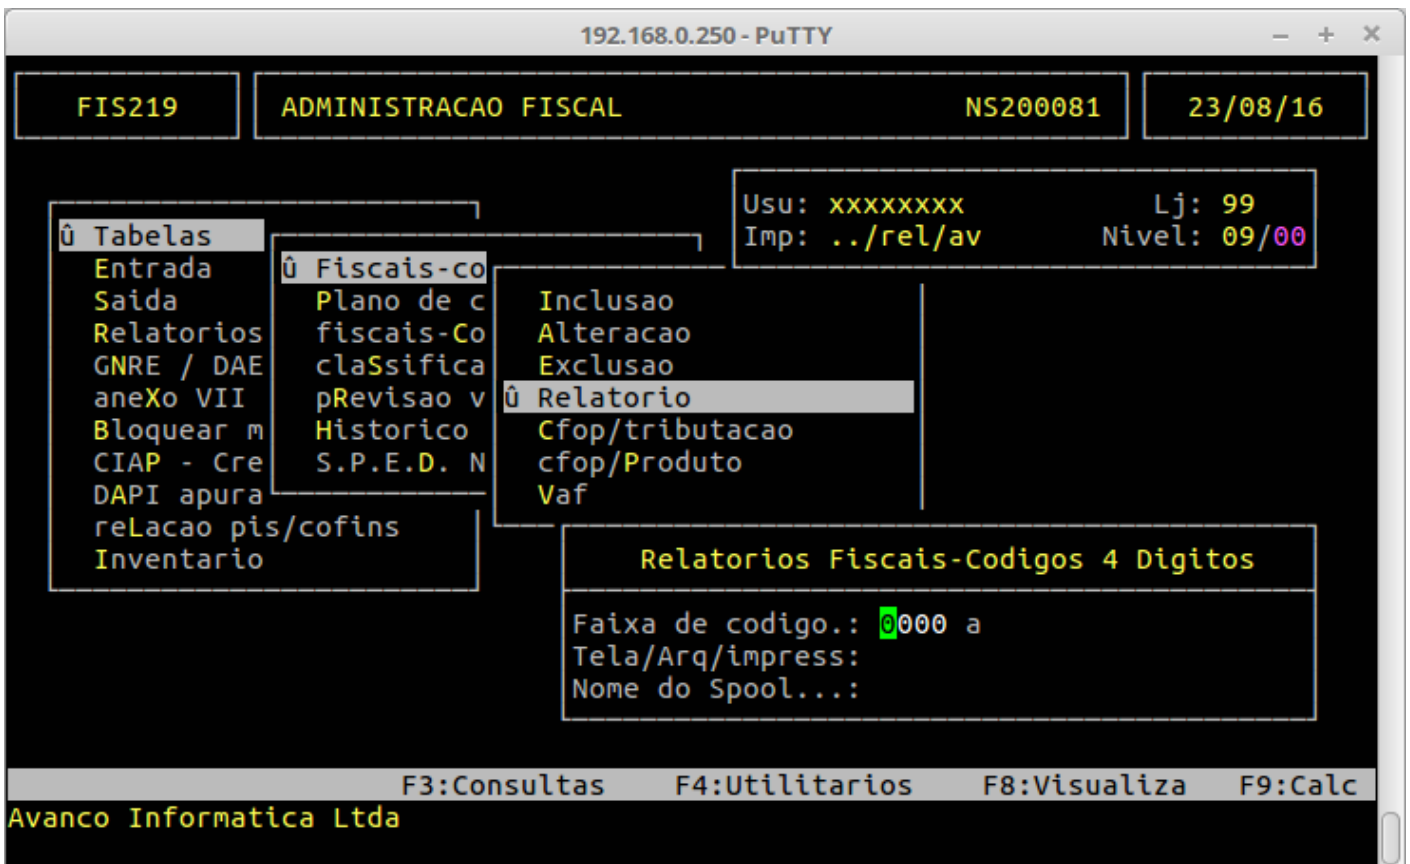 192.168.0.250 - PuTTY
FIS219 ADMINISTRACAO FISCAL NS200081 23/08/16
Usu: xxxxxxxx Lj: 99
Imp: ../rel/av Nivel: 09/00
û Tabelas
Entrada
Saida
Relatorios
GNRE / DAE
aneXo VII
Bloquear m
CIAP - Cre
DAPI apura
reLacao pis/cofins
Inventario
û Fiscais-co
Plano de c
fiscais-Co
claSsifica
pRevisao v
Historico
S.P.E.D. N
Inclusao
Alteracao
Exclusao
û Relatorio
Cfop/tributacao
cfop/Produto
Vaf
Relatorios Fiscais-Codigos 4 Digitos
Faixa de codigo.: 0000 a
Tela/Arq/impress:
Nome do Spool...:
F3:Consultas F4:Utilitarios F8:Visualiza F9:Calc
Avanco Informatica Ltda